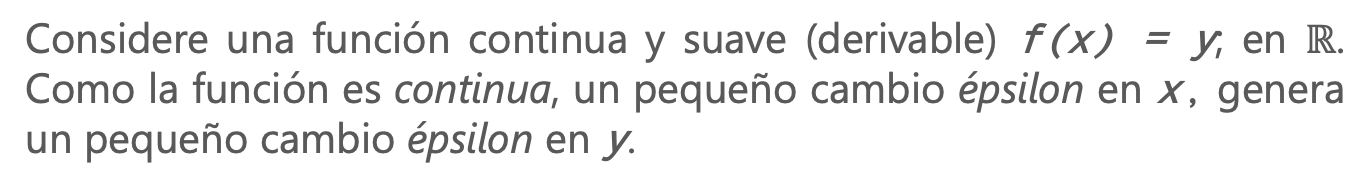 Considere una función continua y suave (derivable) f(x) = y, en ℝ.
Como la función es continua, un pequeño cambio épsilon en x, genera
un pequeño cambio épsilon en y.